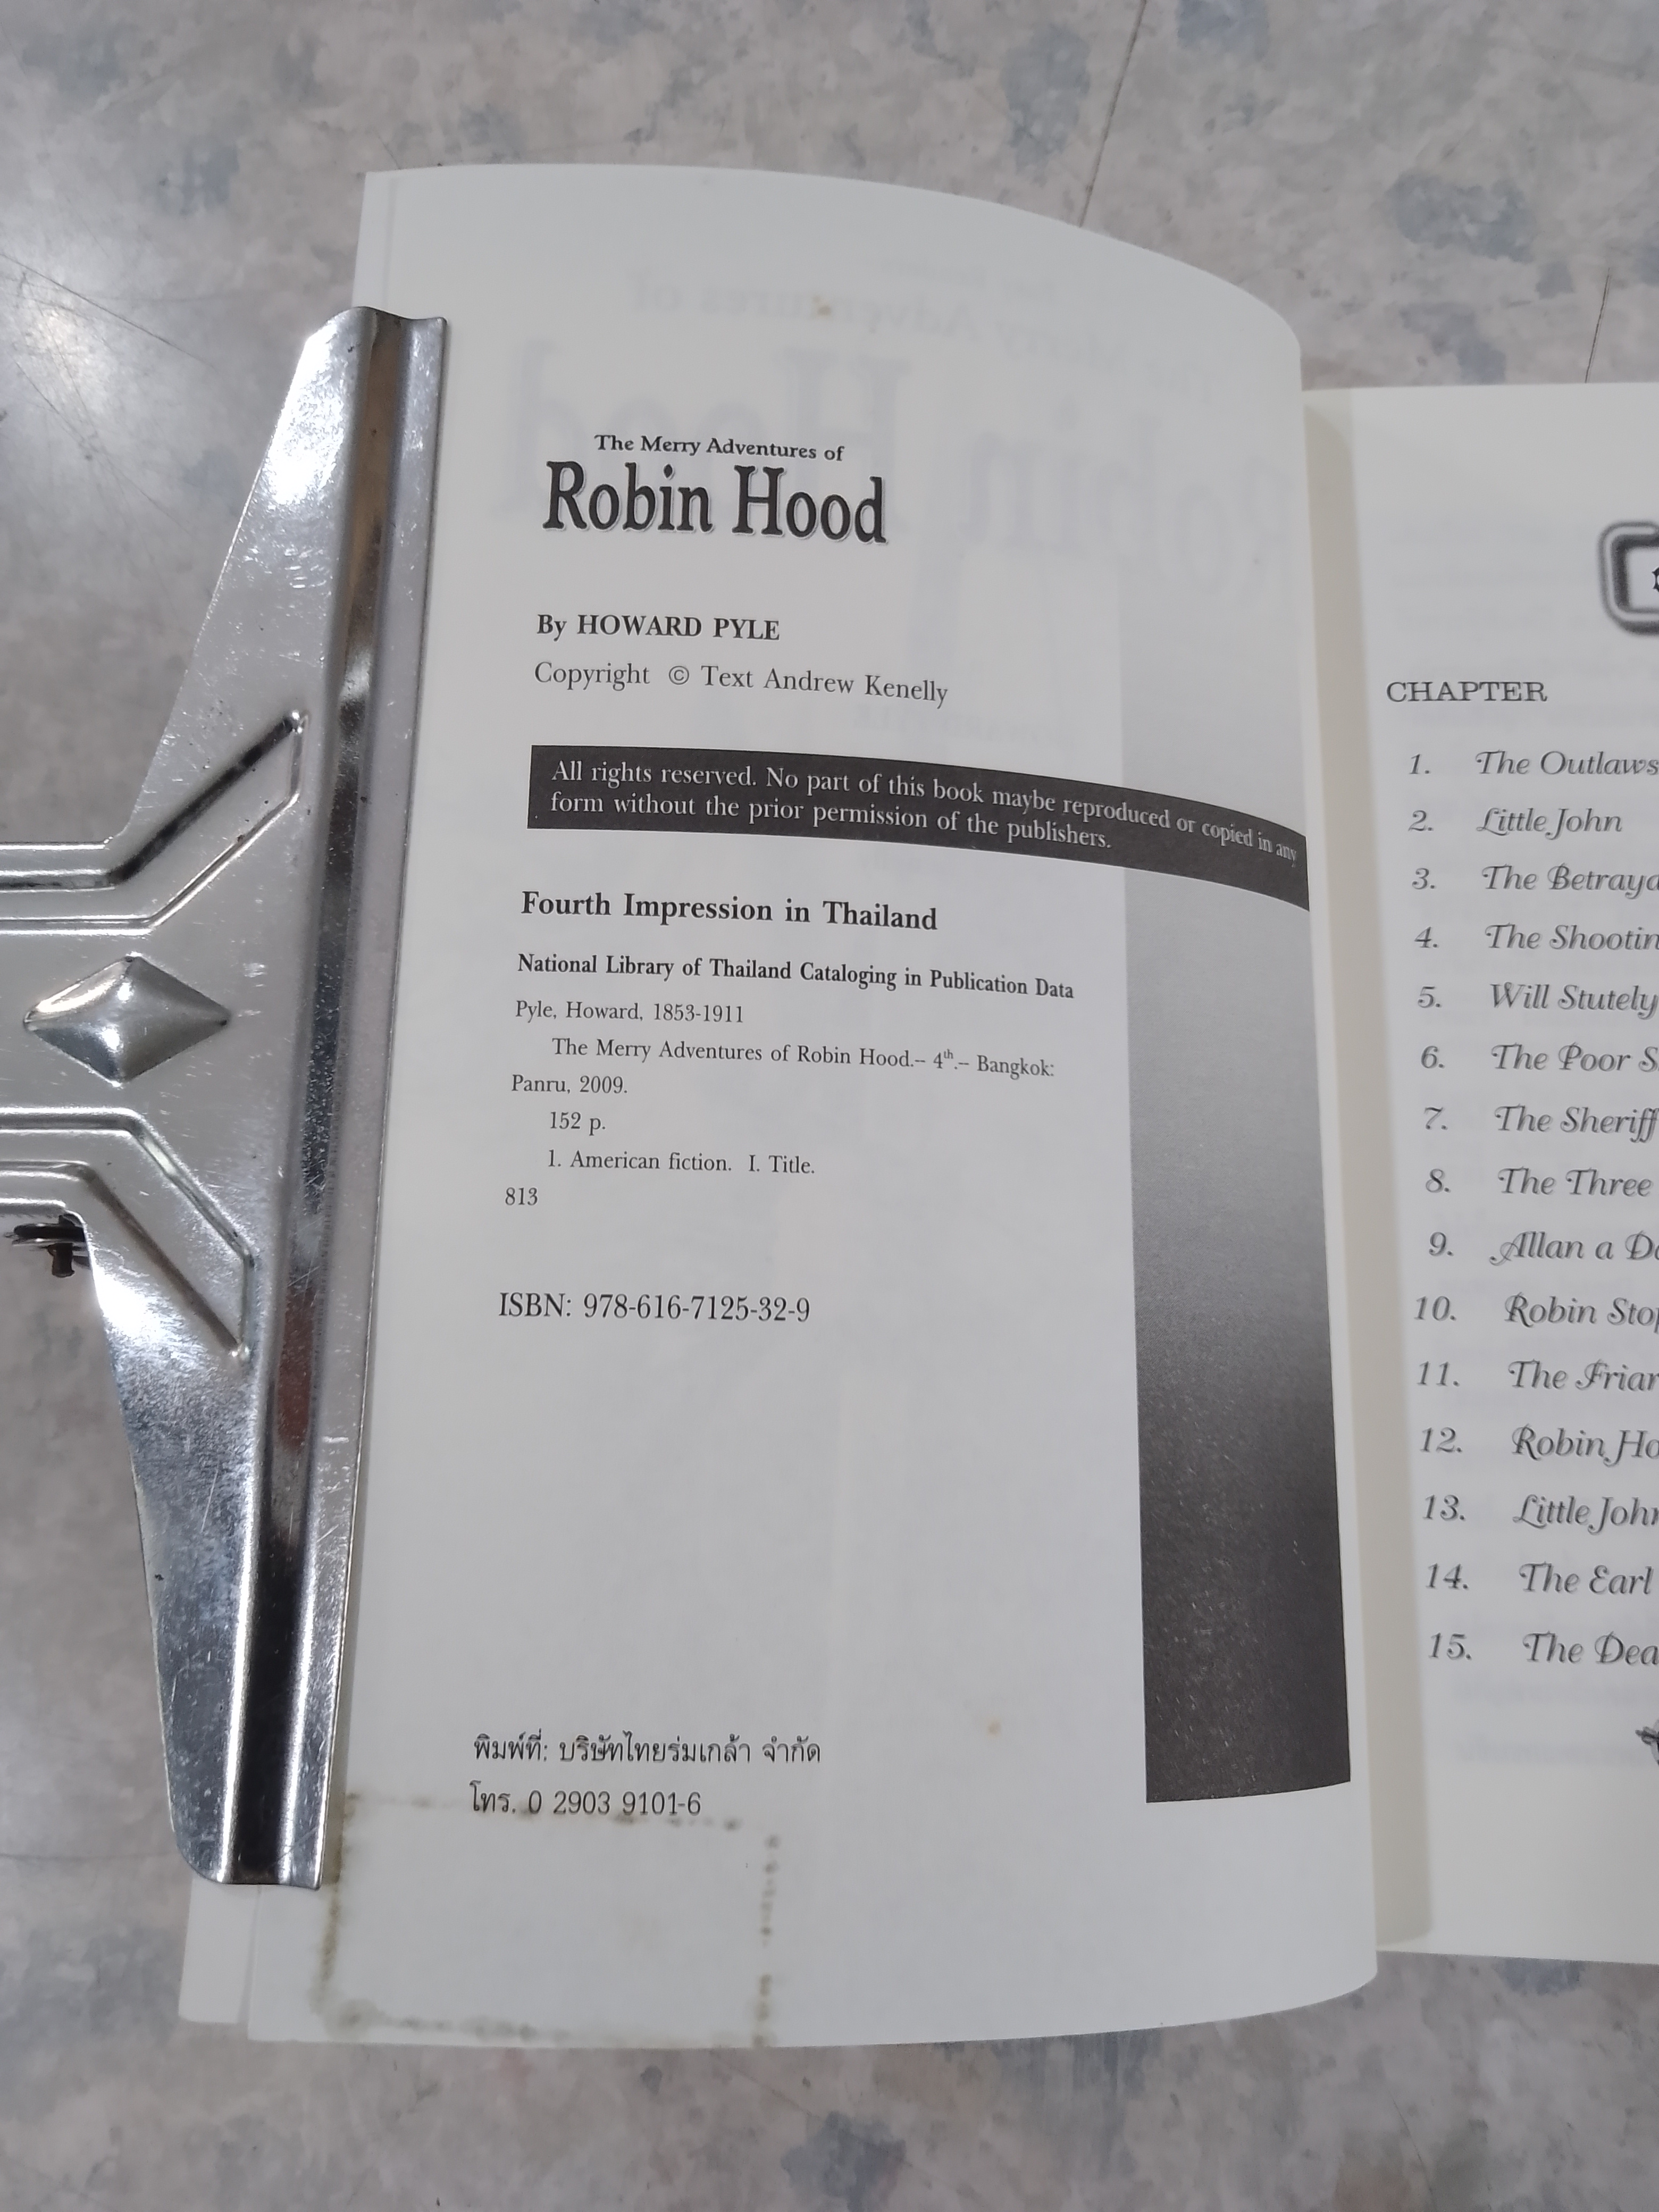 The Merry Adventures of
Robin Hood
By HOWARD PYLE
Copyright © Text Andrew Kenelly
All rights reserved. No part of this book maybe reproduced or copied in any
form without the prior permission of the publishers.
Fourth Impression in Thailand
National Library of Thailand Cataloging in Publication Data
Pyle, Howard, 1853-1911
The Merry Adventures of Robin Hood.– 4th.– Bangkok:
Panru, 2009.
152 p.
1. American fiction. I. Title.
813
ISBN: 978-616-7125-32-9
พิมพ์ที่: บริษัทไทยร่มเกล้า จำกัด
โทร. 0 2903 9101-6
CHAPTER
1. The Outlaws
2. Little John
3. The
4. The
5. Will Stutely
6. The Poor
7. The Sheriff
8. The Three
9. Allan a
10. Robin
11. The Friar
12. Robin
13. Little John
14. The Earl
15. The